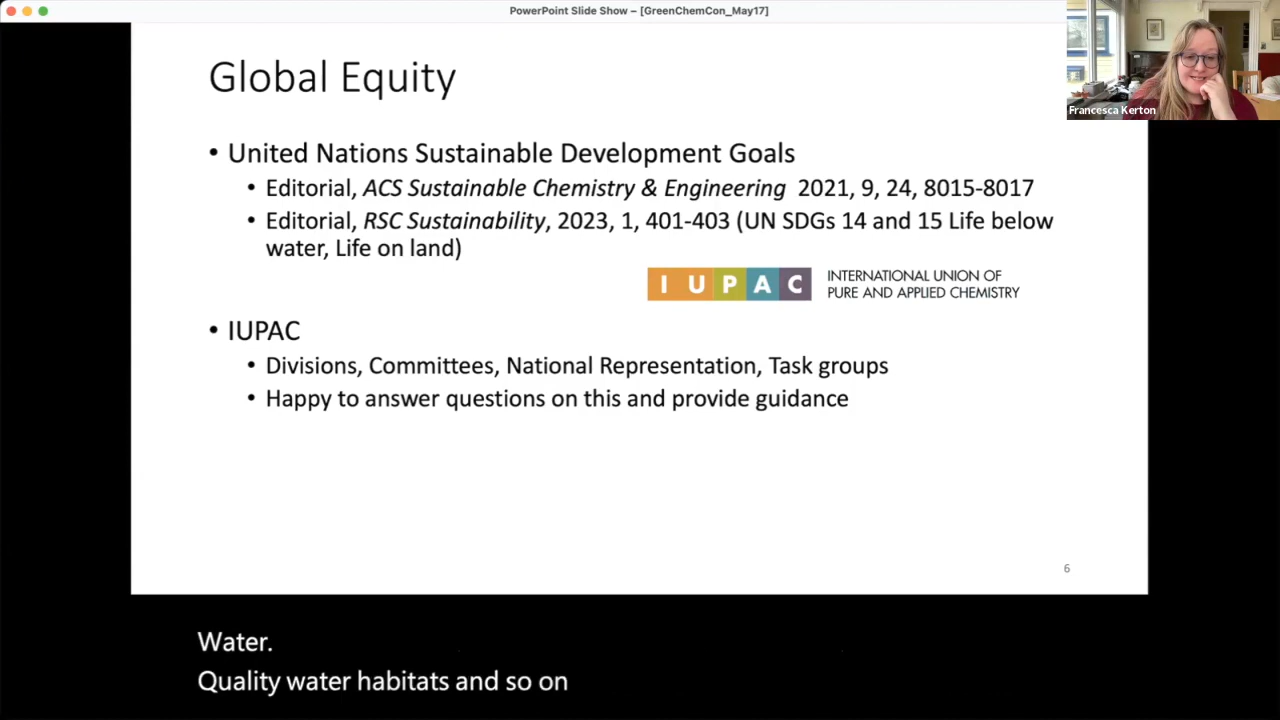 PowerPoint Slide Show – [GreenChemCon_May17]
Francesca Kerton
Global Equity
• United Nations Sustainable Development Goals
• Editorial, ACS Sustainable Chemistry & Engineering 2021, 9, 24, 8015-8017
• Editorial, RSC Sustainability, 2023, 1, 401-403 (UN SDGs 14 and 15 Life below
water, Life on land)
IUPAC
INTERNATIONAL UNION OF
PURE AND APPLIED CHEMISTRY
• IUPAC
• Divisions, Committees, National Representation, Task groups
• Happy to answer questions on this and provide guidance
6
Water.
Quality water habitats and so on